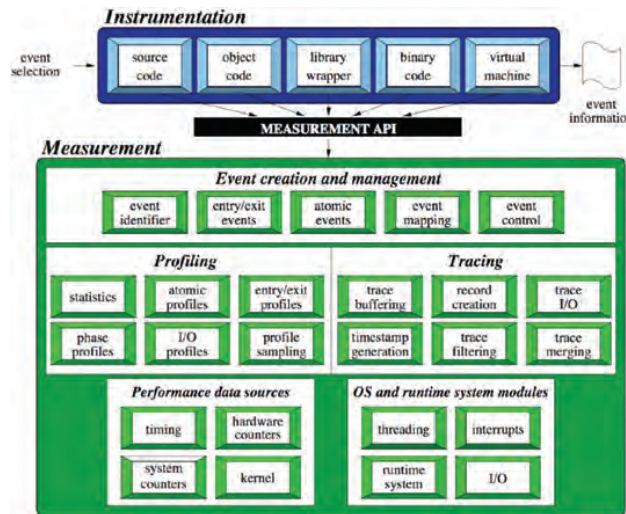 Instrumentation
event
selection
source
code
object
code
library
wrapper
binary
code
virtual
machine
event
information
MEASUREMENT API
Measurement
Event creation and management
event
identifier
entry/exit
events
atomic
events
event
mapping
event
control
Profiling
statistics
atomic
profiles
entry/exit
profiles
phase
profiles
I/O
profiles
profile
sampling
Tracing
trace
buffering
record
creation
trace
I/O
timestamp
generation
trace
filtering
trace
merging
Performance data sources
timing
hardware
counters
system
counters
kernel
OS and runtime system modules
threading
interrupts
runtime
system
I/O